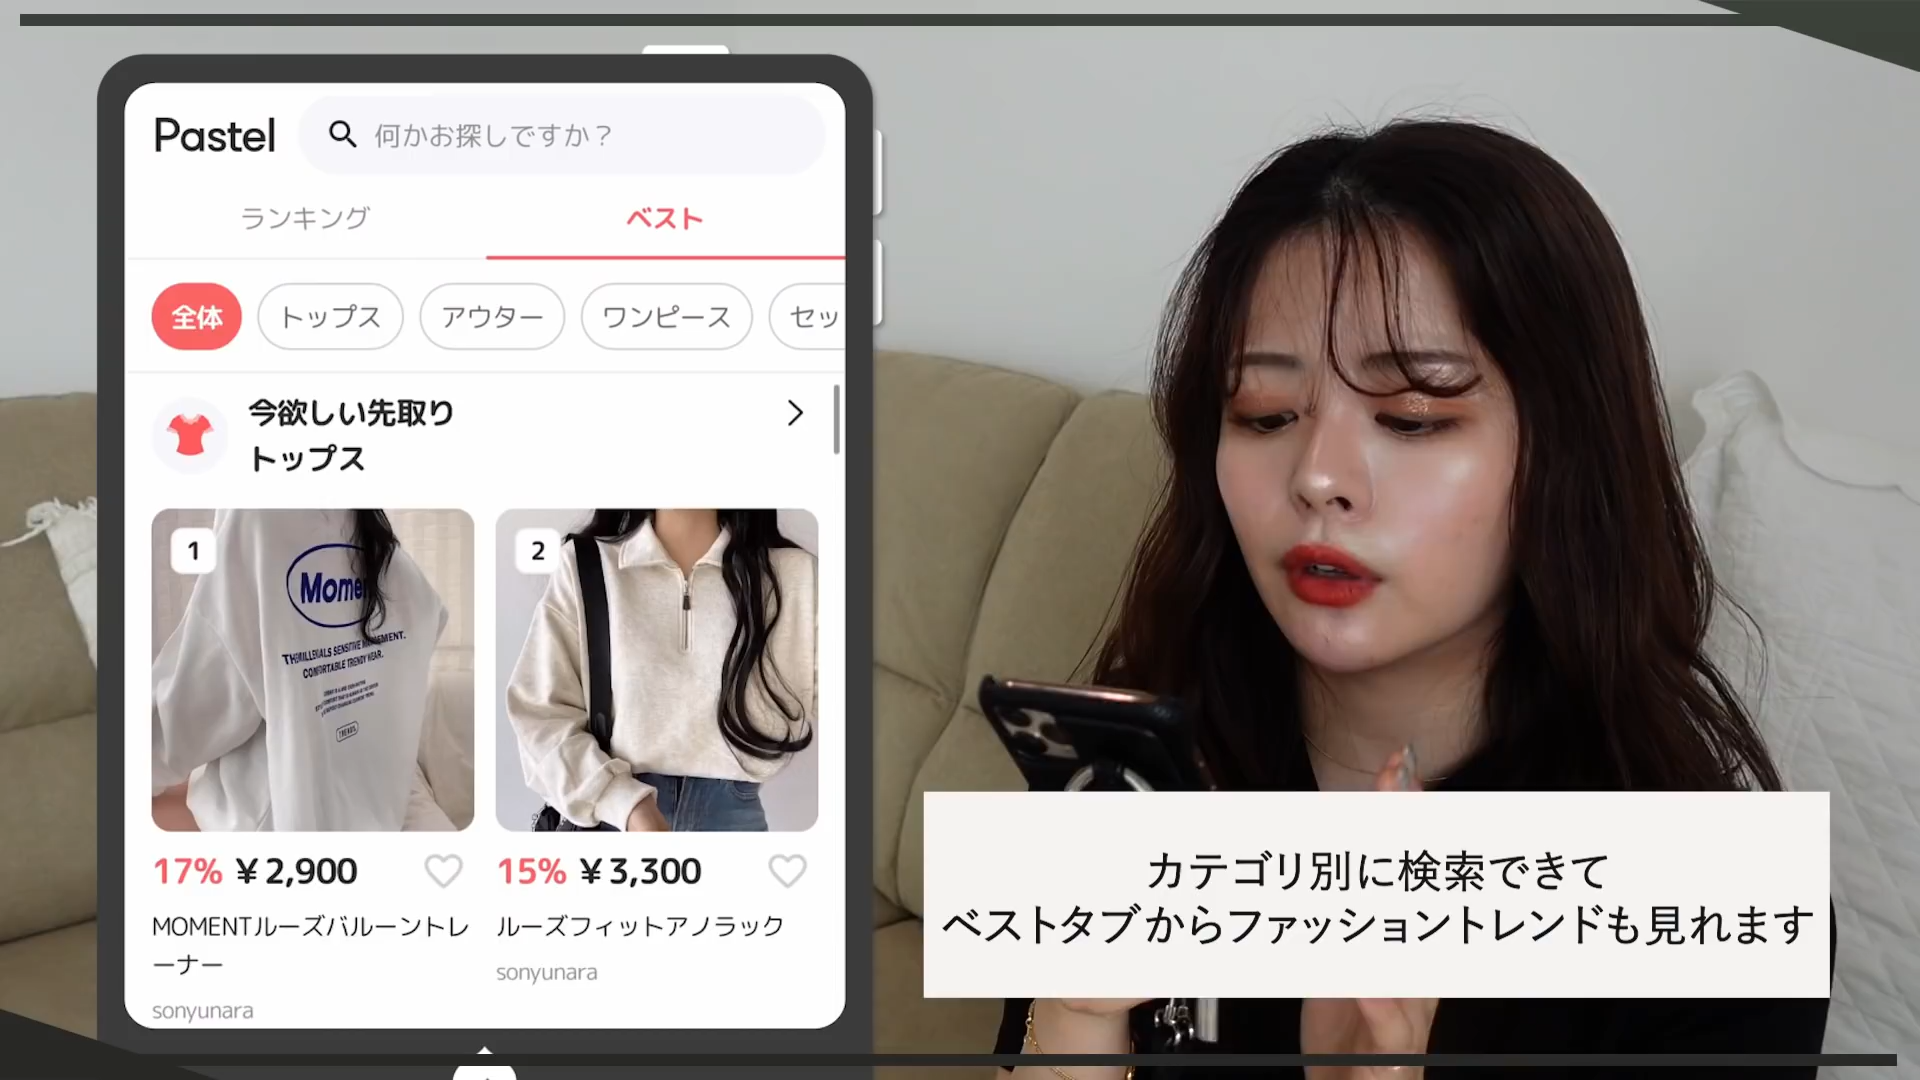 Pastel
何かお探しですか？
ランキング
ベスト
全体
トップス
アウター
ワンピース
セッ
今欲しい先取り
トップス
1
Mome
COMFORTABLE TRENDY WEAR.
TRENDS.
2
17% ¥2,900
MOMENTルーズバルーントレ
ーナー
sonyunara
15% ¥3,300
ルーズフィットアノラック
sonyunara
カテゴリ別に検索できて
ベストタブからファッショントレンドも見れます